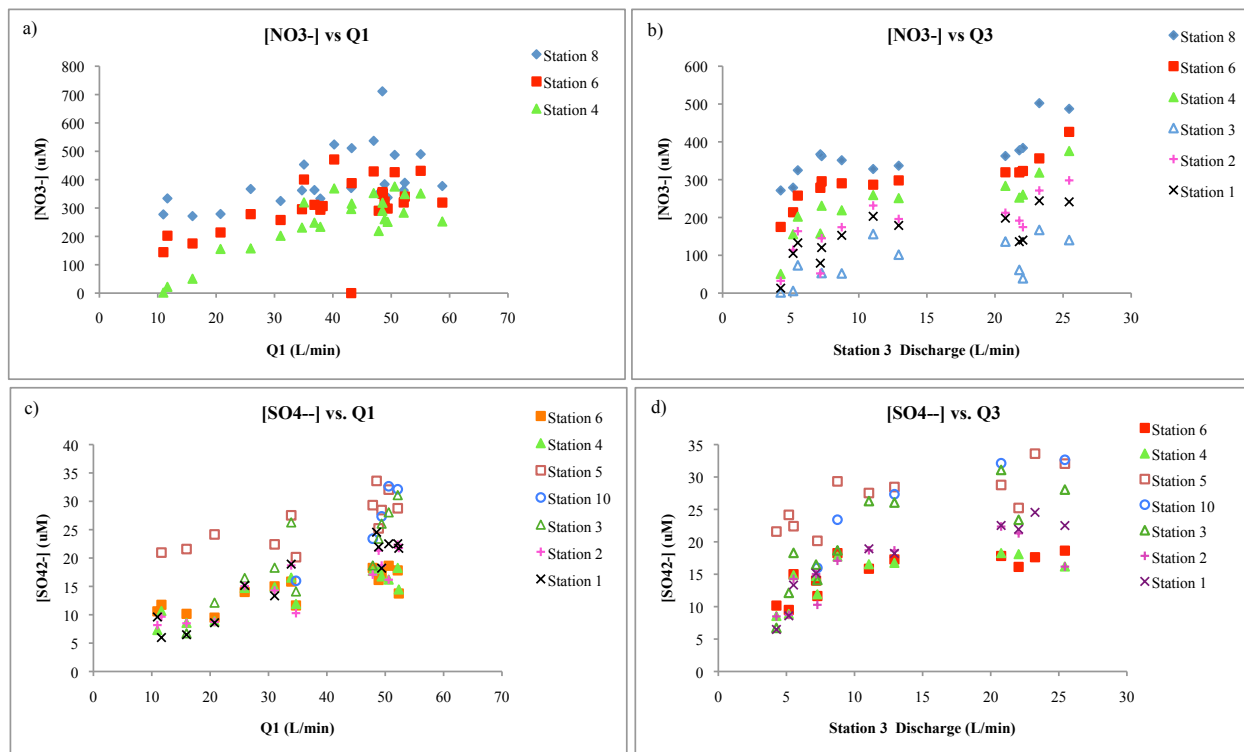 a)
[NO3-] vs Q1
800
700
600
500
400
300
200
100
0
[NO3-] (uM)
0 10 20 30 40 50 60 70
Q1 (L/min)
Station 8
Station 6
Station 4
b)
[NO3-] vs Q3
600
500
400
300
200
100
0
[NO3-] (uM)
0 5 10 15 20 25 30
Station 3 Discharge (L/min)
Station 8
Station 6
Station 4
Station 3
Station 2
Station 1
c)
[SO4--] vs. Q1
40
35
30
25
20
15
10
5
0
[SO42-] (uM)
0 10 20 30 40 50 60 70
Q1 (L/min)
Station 6
Station 4
Station 5
Station 10
Station 3
Station 2
Station 1
d)
[SO4--] vs. Q3
35
30
25
20
15
10
5
0
[SO42-] (uM)
0 5 10 15 20 25 30
Station 3 Discharge (L/min)
Station 6
Station 4
Station 5
Station 10
Station 3
Station 2
Station 1